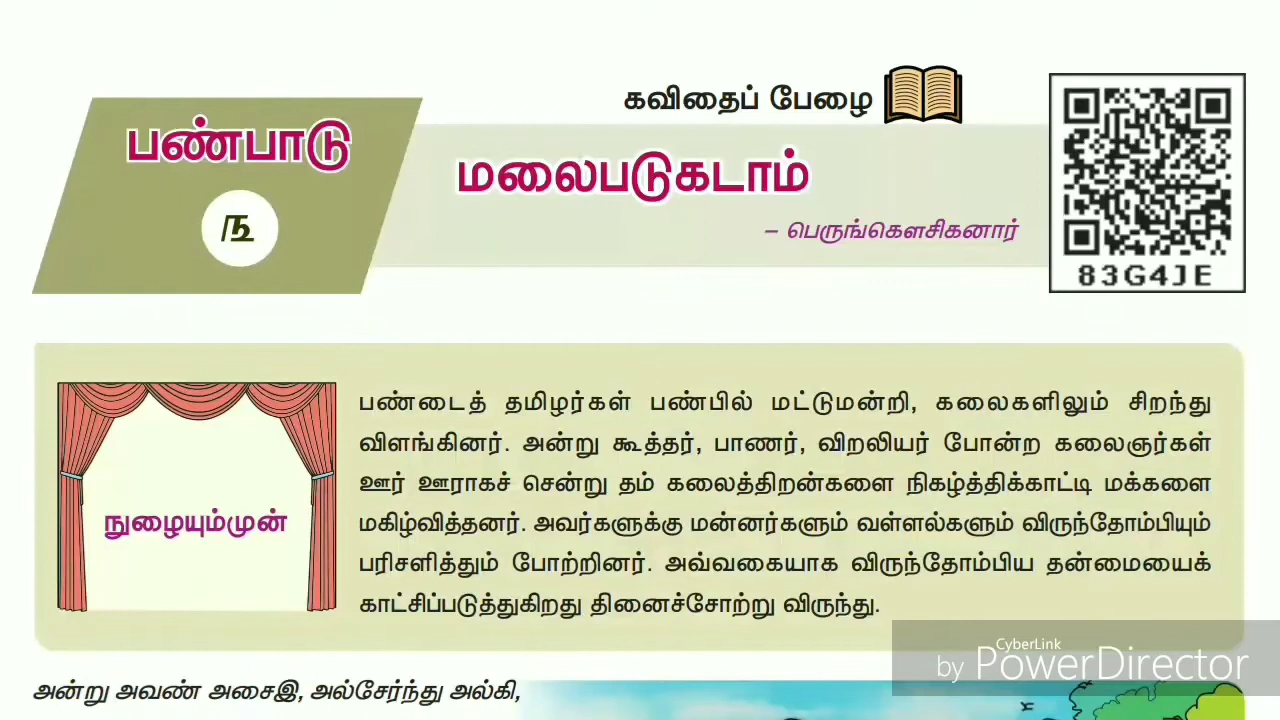 கவிதைப் பேழை
பண்பாடு
௩
மலைபடுகடாம்
– பெருங்கௌசிகனார்
83G4JE
நுழையும்முன்
பண்டைத் தமிழர்கள் பண்பில் மட்டுமன்றி, கலைகளிலும் சிறந்து
விளங்கினர். அன்று கூத்தர், பாணர், விறலியர் போன்ற கலைஞர்கள்
ஊர் ஊராகச் சென்று தம் கலைத்திறன்களை நிகழ்த்திக்காட்டி மக்களை
மகிழ்வித்தனர். அவர்களுக்கு மன்னர்களும் வள்ளல்களும் விருந்தோம்பியும்
பரிசளித்தும் போற்றினர். அவ்வகையாக விருந்தோம்பிய தன்மையைக்
காட்சிப்படுத்துகிறது தினைச்சோற்று விருந்து.
அன்று அவண் அசைஇ, அல்சேர்ந்து அல்கி,
CyberLink
by PowerDirector